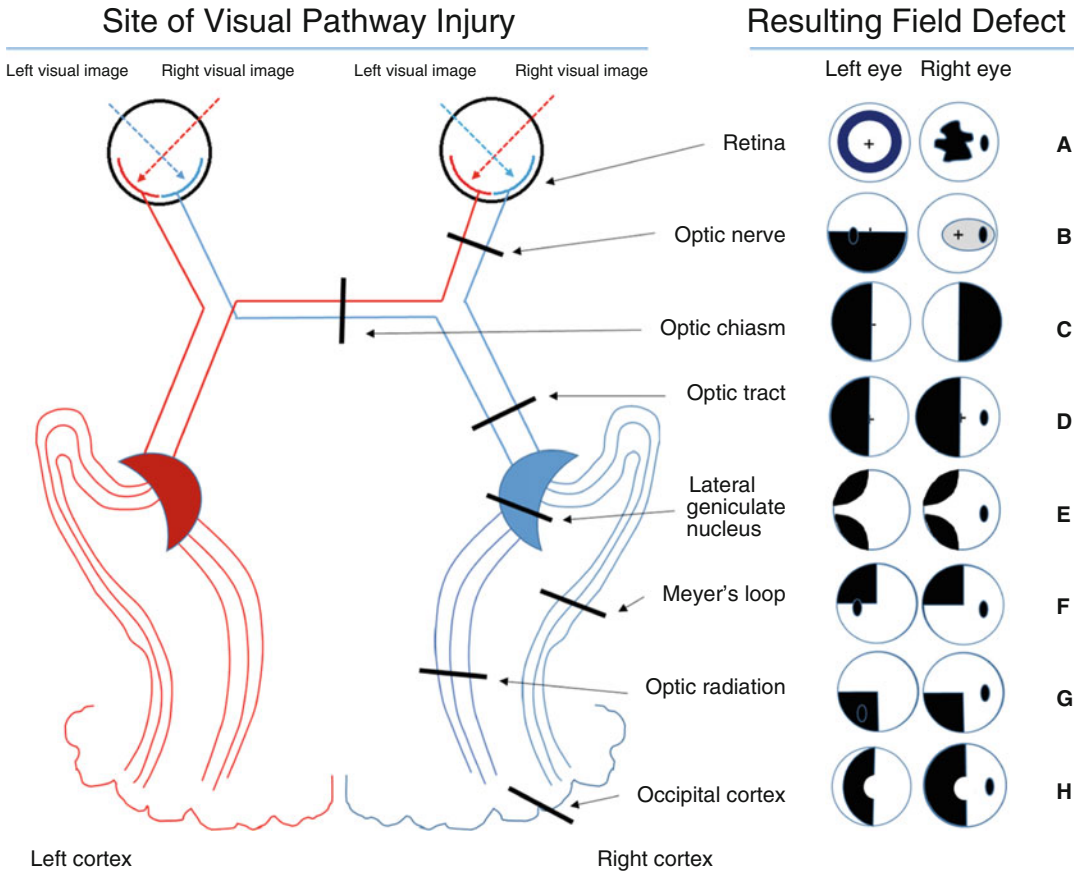 Site of Visual Pathway Injury
Resulting Field Defect
Left visual image
Right visual image
Left visual image
Right visual image
Left eye
Right eye
Retina
A
Optic nerve
B
Optic chiasm
C
Optic tract
D
Lateral
geniculate
nucleus
E
Meyer's loop
F
Optic radiation
G
Occipital cortex
H
Left cortex
Right cortex